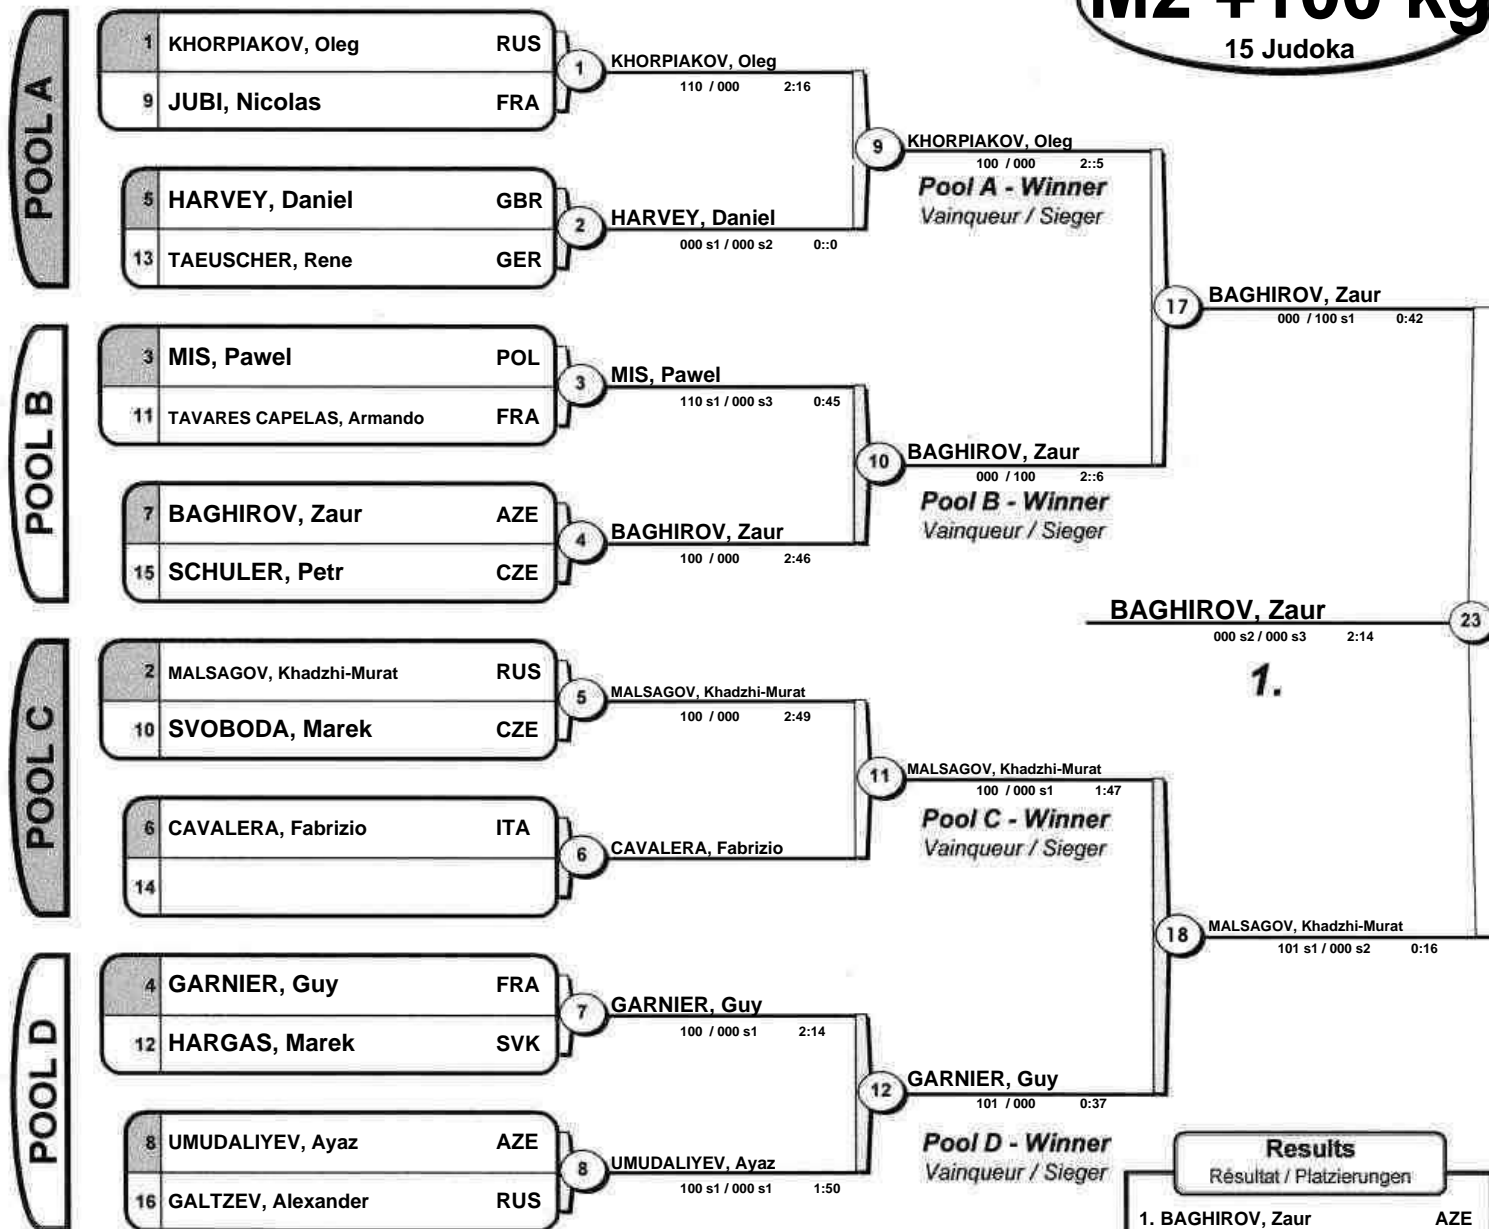 M2 +100 kg
15 Judoka
POOL A
1 KHORPIAKOV, Oleg RUS
9 JUBI, Nicolas FRA
1
KHORPIAKOV, Oleg
110 / 000 2:16
5 HARVEY, Daniel GBR
13 TAEUSCHER, Rene GER
2
HARVEY, Daniel
000 s1 / 000 s2 0::0
9
KHORPIAKOV, Oleg
100 / 000 2::5
Pool A - Winner
Vainqueur / Sieger
POOL B
3 MIS, Pawel POL
11 TAVARES CAPELAS, Armando FRA
3
MIS, Pawel
110 s1 / 000 s3 0:45
7 BAGHIROV, Zaur AZE
15 SCHULER, Petr CZE
4
BAGHIROV, Zaur
100 / 000 2:46
10
BAGHIROV, Zaur
000 / 100 2::6
Pool B - Winner
Vainqueur / Sieger
17
BAGHIROV, Zaur
000 / 100 s1 0:42
BAGHIROV, Zaur
000 s2 / 000 s3 2:14
23
1.
POOL C
2 MALSAGOV, Khadzhi-Murat RUS
10 SVOBODA, Marek CZE
5
MALSAGOV, Khadzhi-Murat
100 / 000 2:49
6 CAVALERA, Fabrizio ITA
14
6
CAVALERA, Fabrizio
11
MALSAGOV, Khadzhi-Murat
100 / 000 s1 1:47
Pool C - Winner
Vainqueur / Sieger
POOL D
4 GARNIER, Guy FRA
12 HARGAS, Marek SVK
7
GARNIER, Guy
100 / 000 s1 2:14
8 UMUDALIYEV, Ayaz AZE
16 GALTZEV, Alexander RUS
8
UMUDALIYEV, Ayaz
100 s1 / 000 s1 1:50
12
GARNIER, Guy
101 / 000 0:37
Pool D - Winner
Vainqueur / Sieger
18
MALSAGOV, Khadzhi-Murat
101 s1 / 000 s2 0:16
Results
Résultat / Platzierungen
1. BAGHIROV, Zaur AZE